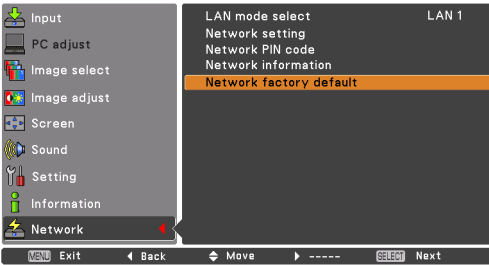 Input
PC adjust
Image select
Image adjust
Screen
Sound
Setting
Information
Network
LAN mode select LAN 1
Network setting
Network PIN code
Network information
Network factory default
MENU Exit Back Move ----- SELECT Next